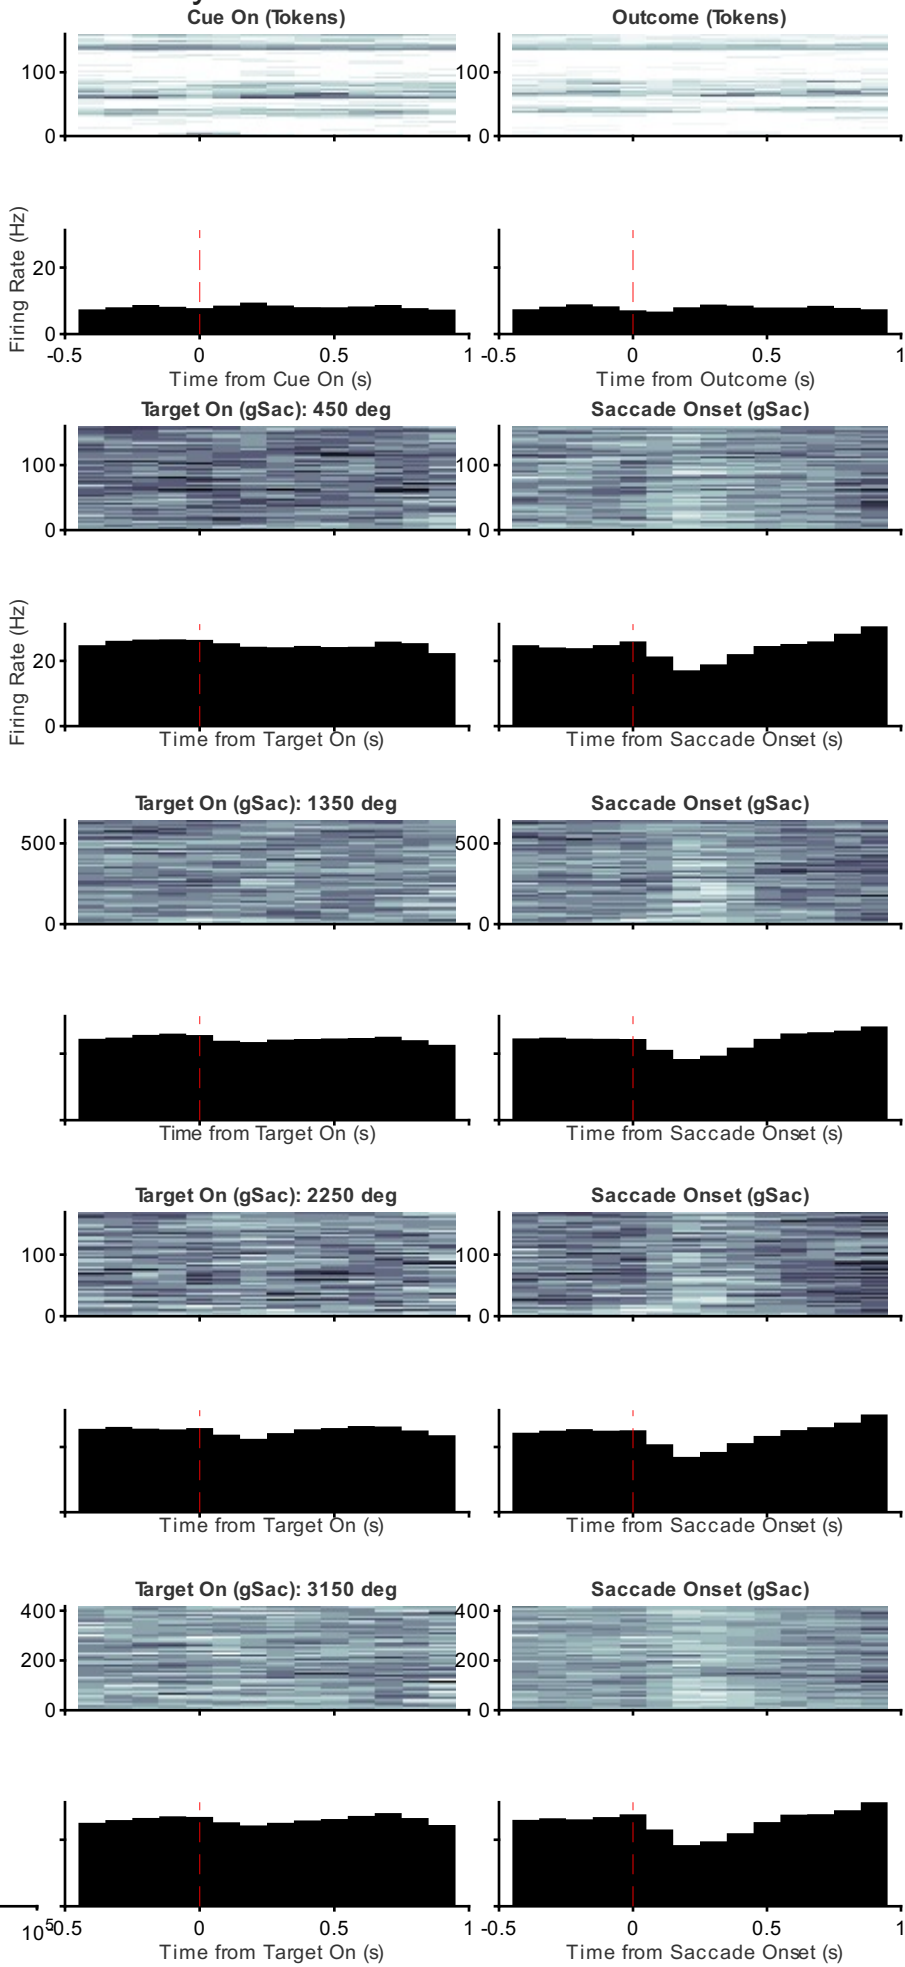 Cue On (Tokens) Outcome (Tokens)
100 100
0 0
Firing Rate (Hz)
20
0
-0.5 0 0.5 1 -0.5 0 0.5 1
Time from Cue On (s) Time from Outcome (s)
Target On (gSac): 450 deg Saccade Onset (gSac)
100 100
0 0
Firing Rate (Hz)
20
0
Time from Target On (s) Time from Saccade Onset (s)
Target On (gSac): 1350 deg Saccade Onset (gSac)
500 500
0 0
Time from Target On (s) Time from Saccade Onset (s)
Target On (gSac): 2250 deg Saccade Onset (gSac)
100 100
0 0
Time from Target On (s) Time from Saccade Onset (s)
Target On (gSac): 3150 deg Saccade Onset (gSac)
400 400
200 200
0 0
10⁵ -0.5 0 0.5 1 -0.5 0 0.5 1
Time from Target On (s) Time from Saccade Onset (s)